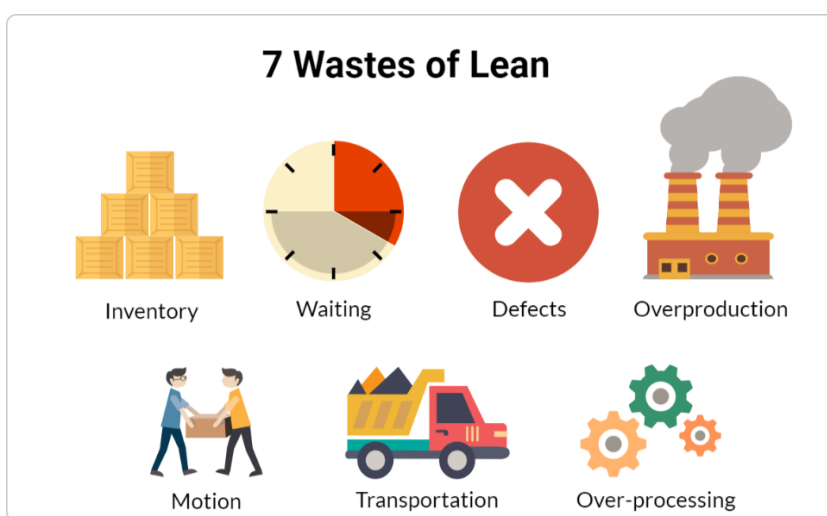 7 Wastes of Lean
Inventory
Waiting
Defects
Overproduction
Motion
Transportation
Over-processing